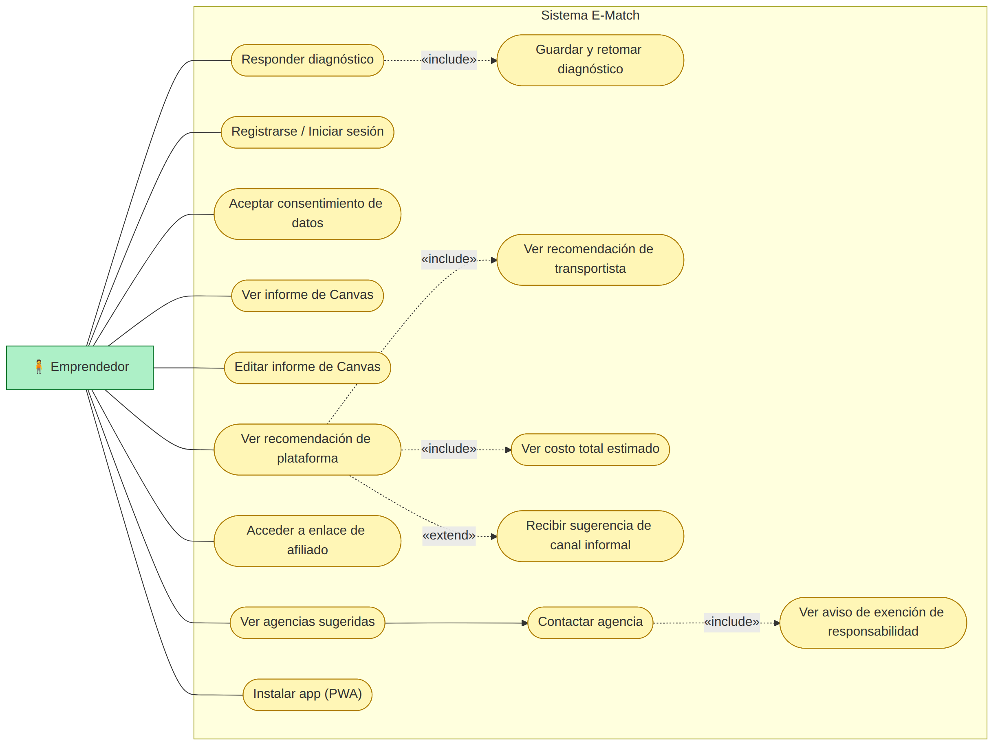 Sistema E-Match
Responder diagnóstico
«include»
Guardar y retomar
diagnóstico
Registrarse / Iniciar sesión
Aceptar consentimiento de
datos
«include»
Ver recomendación de
transportista
Ver informe de Canvas
Emprendedor
Editar informe de Canvas
Ver recomendación de
plataforma
«include»
Ver costo total estimado
Acceder a enlace de
afiliado
«extend»
Recibir sugerencia de
canal informal
Ver agencias sugeridas
Contactar agencia
«include»
Ver aviso de exención de
responsabilidad
Instalar app (PWA)